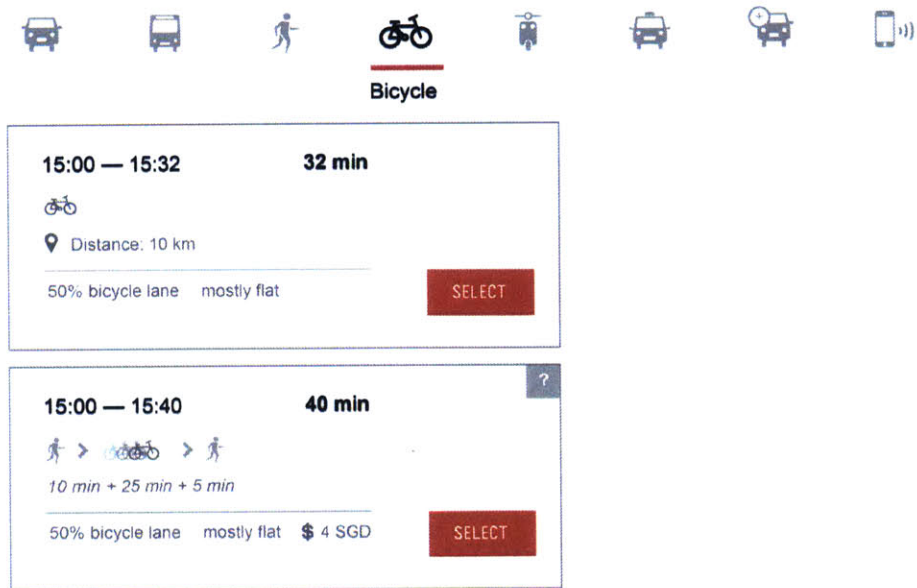 Bicycle
15:00 — 15:32 32 min
Distance: 10 km
50% bicycle lane mostly flat SELECT
?
15:00 — 15:40 40 min
10 min + 25 min + 5 min
50% bicycle lane mostly flat $ 4 SGD SELECT